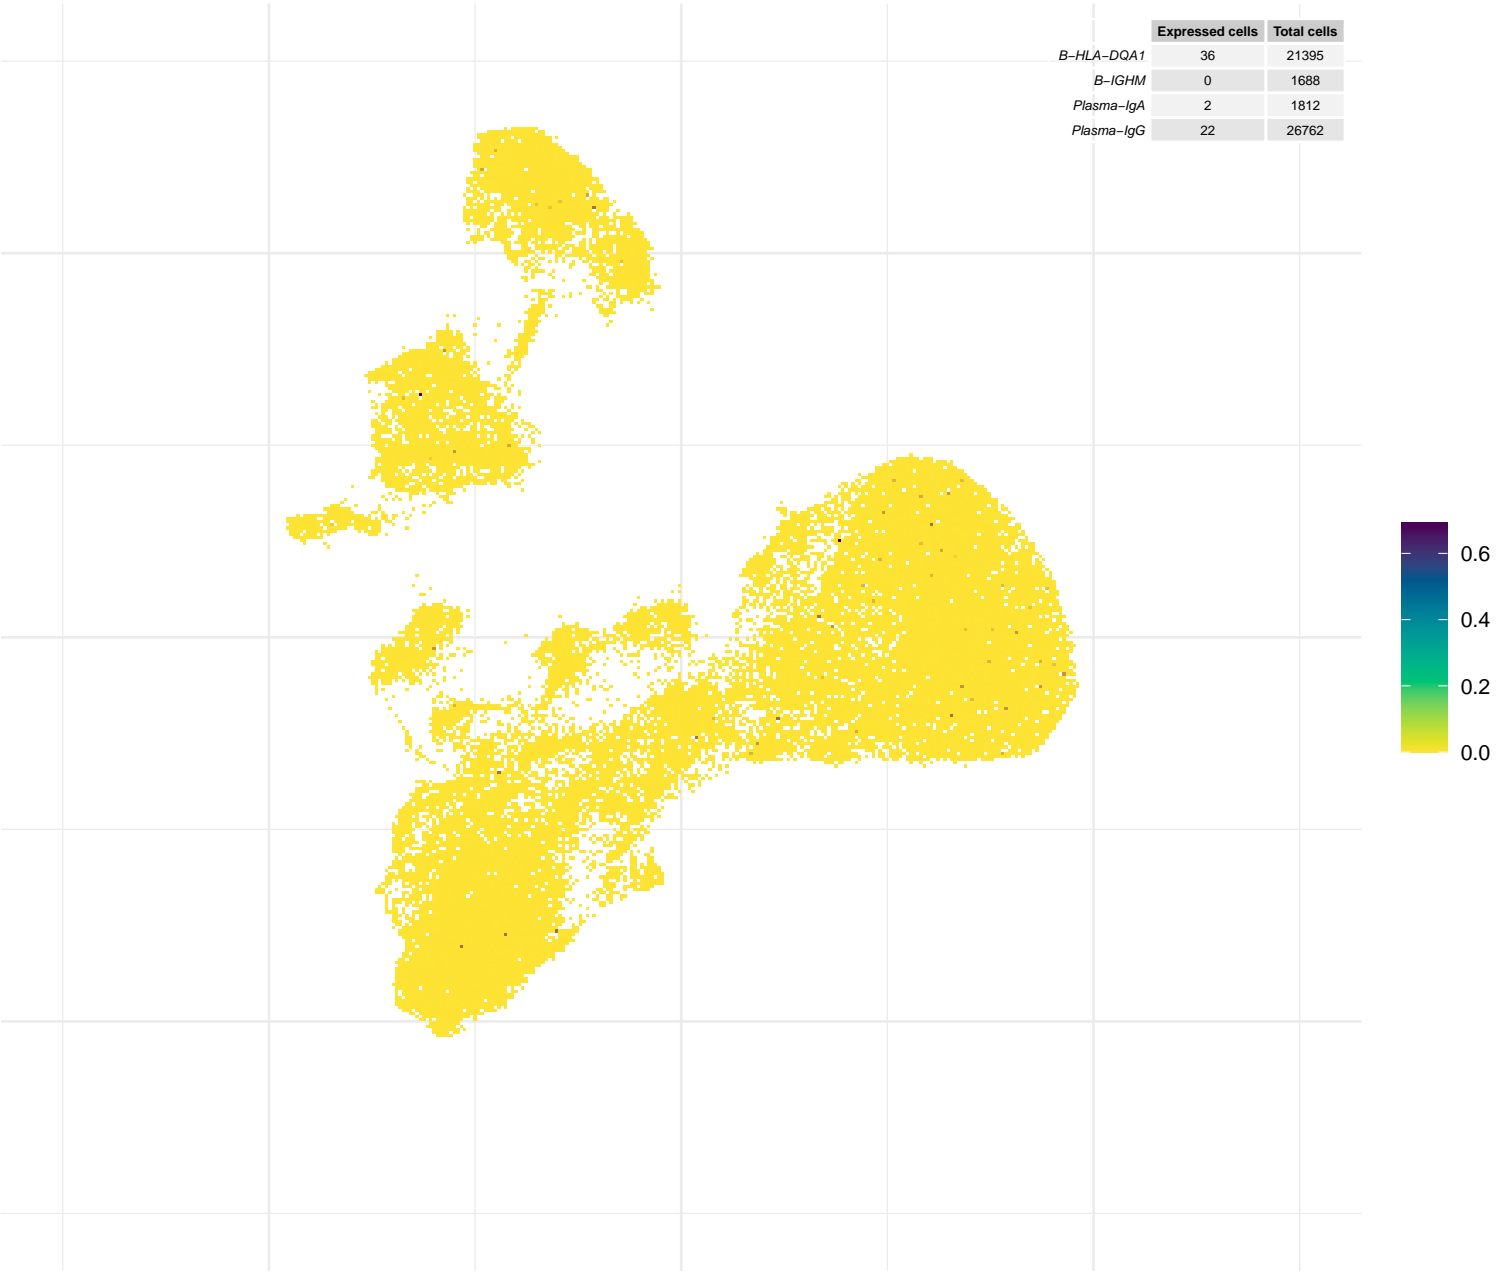 Expressed cells Total cells
B−HLA−DQA1 36 21395
B−IGHM 0 1688
Plasma−IgA 2 1812
Plasma−IgG 22 26762
0.6
0.4
0.2
0.0